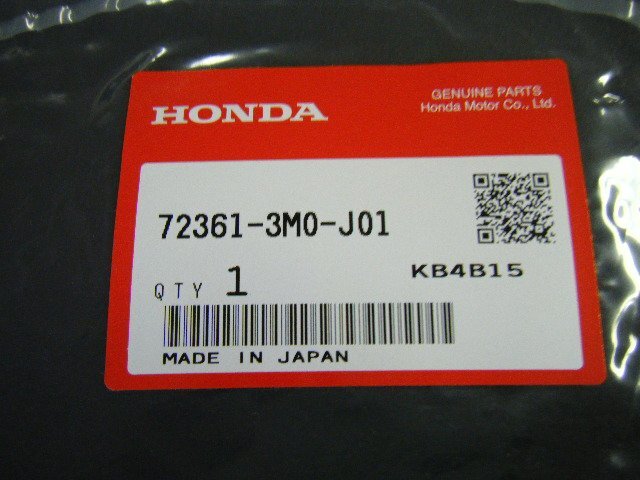 GENUINE PARTS
HONDA
Honda Motor Co., Ltd.
72361-3M0-J01
KB4B15
QTY 1
MADE IN JAPAN